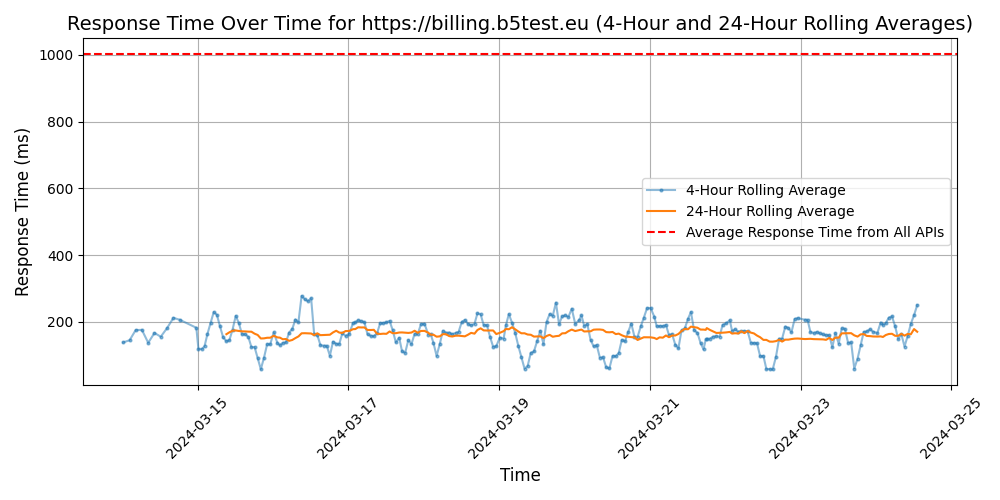 Response Time Over Time for https://billing.b5test.eu (4-Hour and 24-Hour Rolling Averages)
Response Time (ms)
1000
800
600
400
200
4-Hour Rolling Average
24-Hour Rolling Average
Average Response Time from All APIs
2024-03-15
2024-03-17
2024-03-19
2024-03-21
2024-03-23
2024-03-25
Time